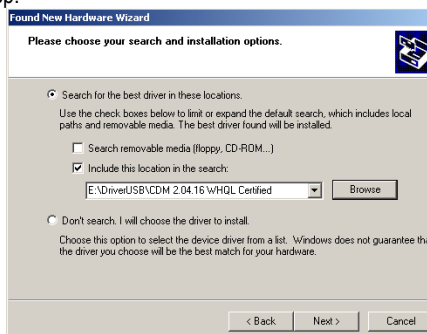 op.
Found New Hardware Wizard
Please choose your search and installation options.
Search for the best driver in these locations.
Use the check boxes below to limit or expand the default search, which includes local
paths and removable media. The best driver found will be installed.
Search removable media (floppy, CD-ROM...)
Include this location in the search:
E:\DriverUSB\CDM 2.04.16 WHQL Certified
Browse
Don't search. I will choose the driver to install.
Choose this option to select the device driver from a list. Windows does not guarantee tha
the driver you choose will be the best match for your hardware.
< Back Next > Cancel